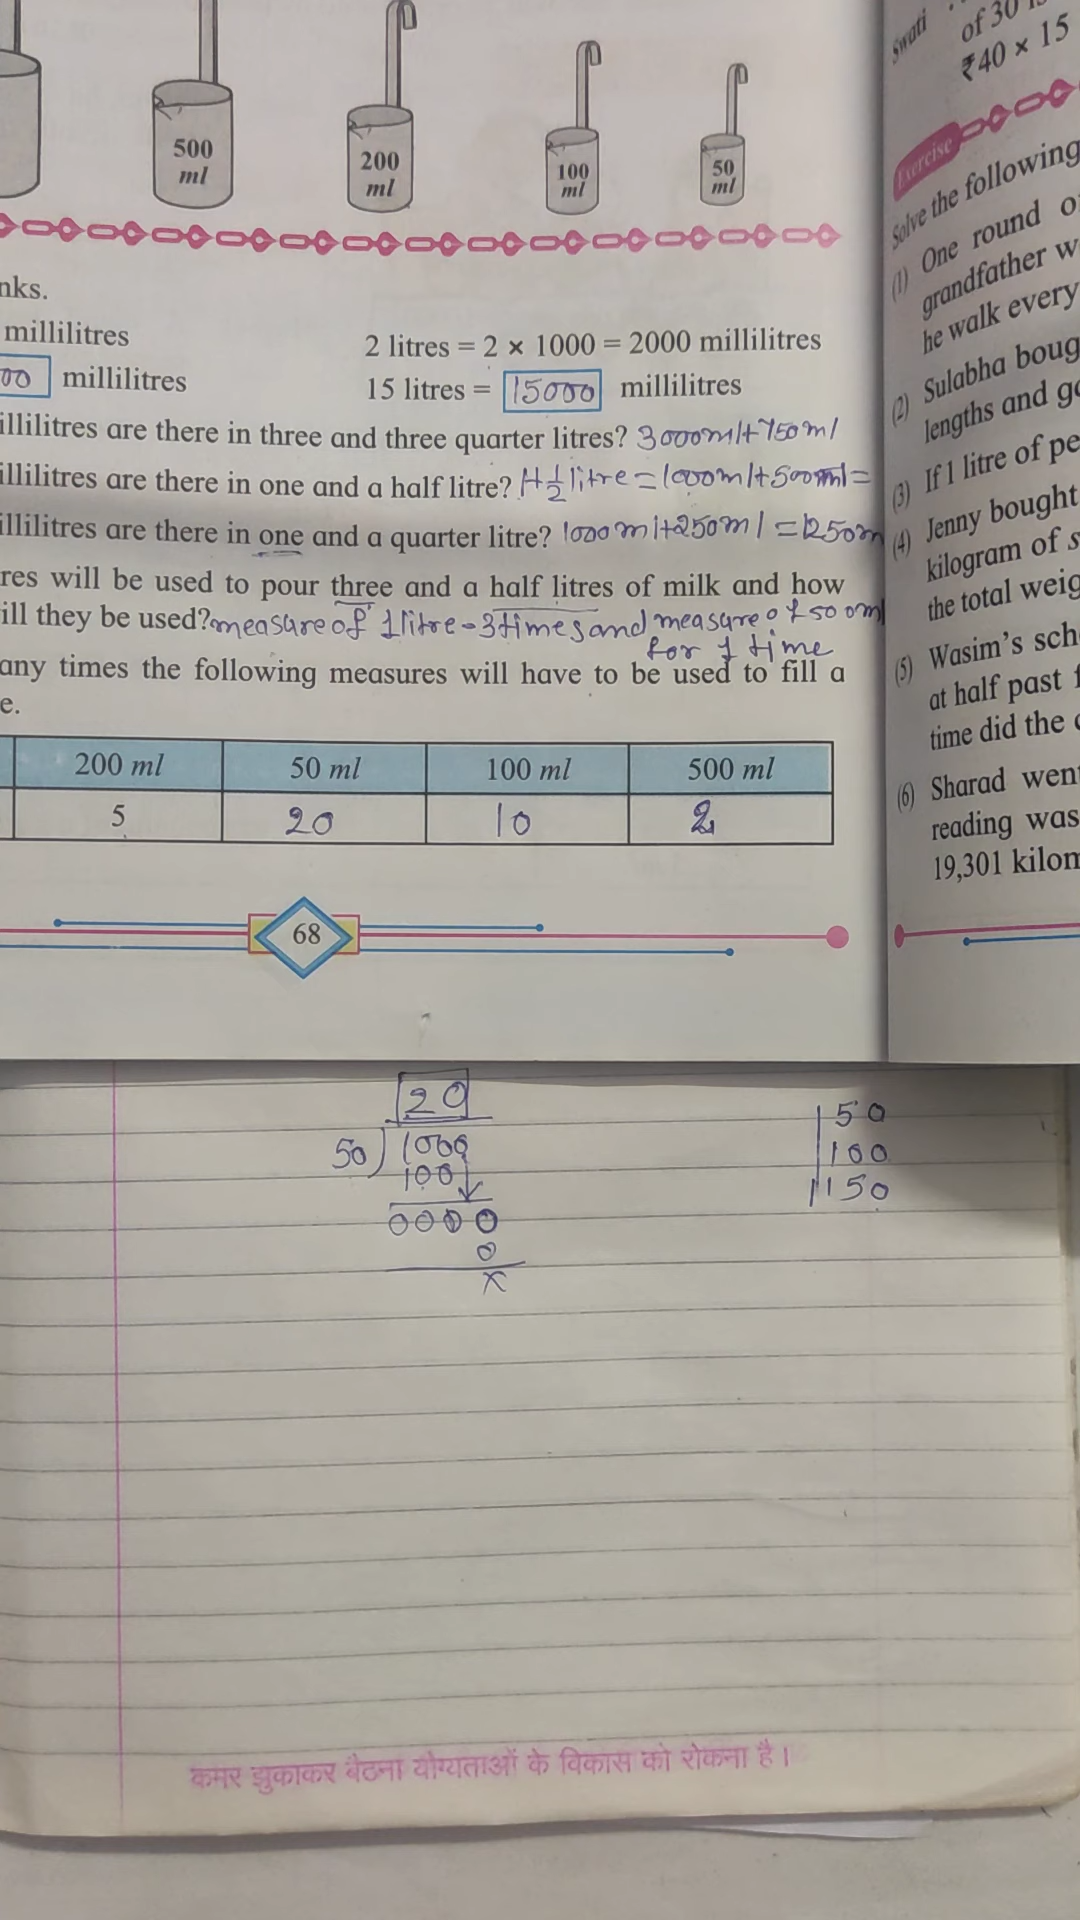 500
ml
200
ml
100
ml
50
ml
nks.
millilitres
2 litres = 2 × 1000 = 2000 millilitres
00 millilitres
15 litres = 15000 millilitres
illilitres are there in three and three quarter litres? 3000ml+750ml
illilitres are there in one and a half litre? 1+1/2 litre=1000ml+500ml=
illilitres are there in one and a quarter litre? 1000ml+250ml=1250m
res will be used to pour three and a half litres of milk and how
ill they be used? measure of 1 litre-3times and measure of 500ml
for 1 time
any times the following measures will have to be used to fill a
e.
200 ml 50 ml 100 ml 500 ml
5 20 10 2
68
Swati
of 30
₹40 × 15
Exercise
Solve the following
(1) One round o
grandfather w
he walk every
(2) Sulabha boug
lengths and g
(3) If 1 litre of pe
(4) Jenny bought
kilogram of s
the total weig
(5) Wasim's sch
at half past f
time did the
(6) Sharad went
reading was
19,301 kilom
20
50)1000
100
0000
0
x
50
100
150
कमर झुकाकर बैठना योग्यताओं के विकास को रोकना है।